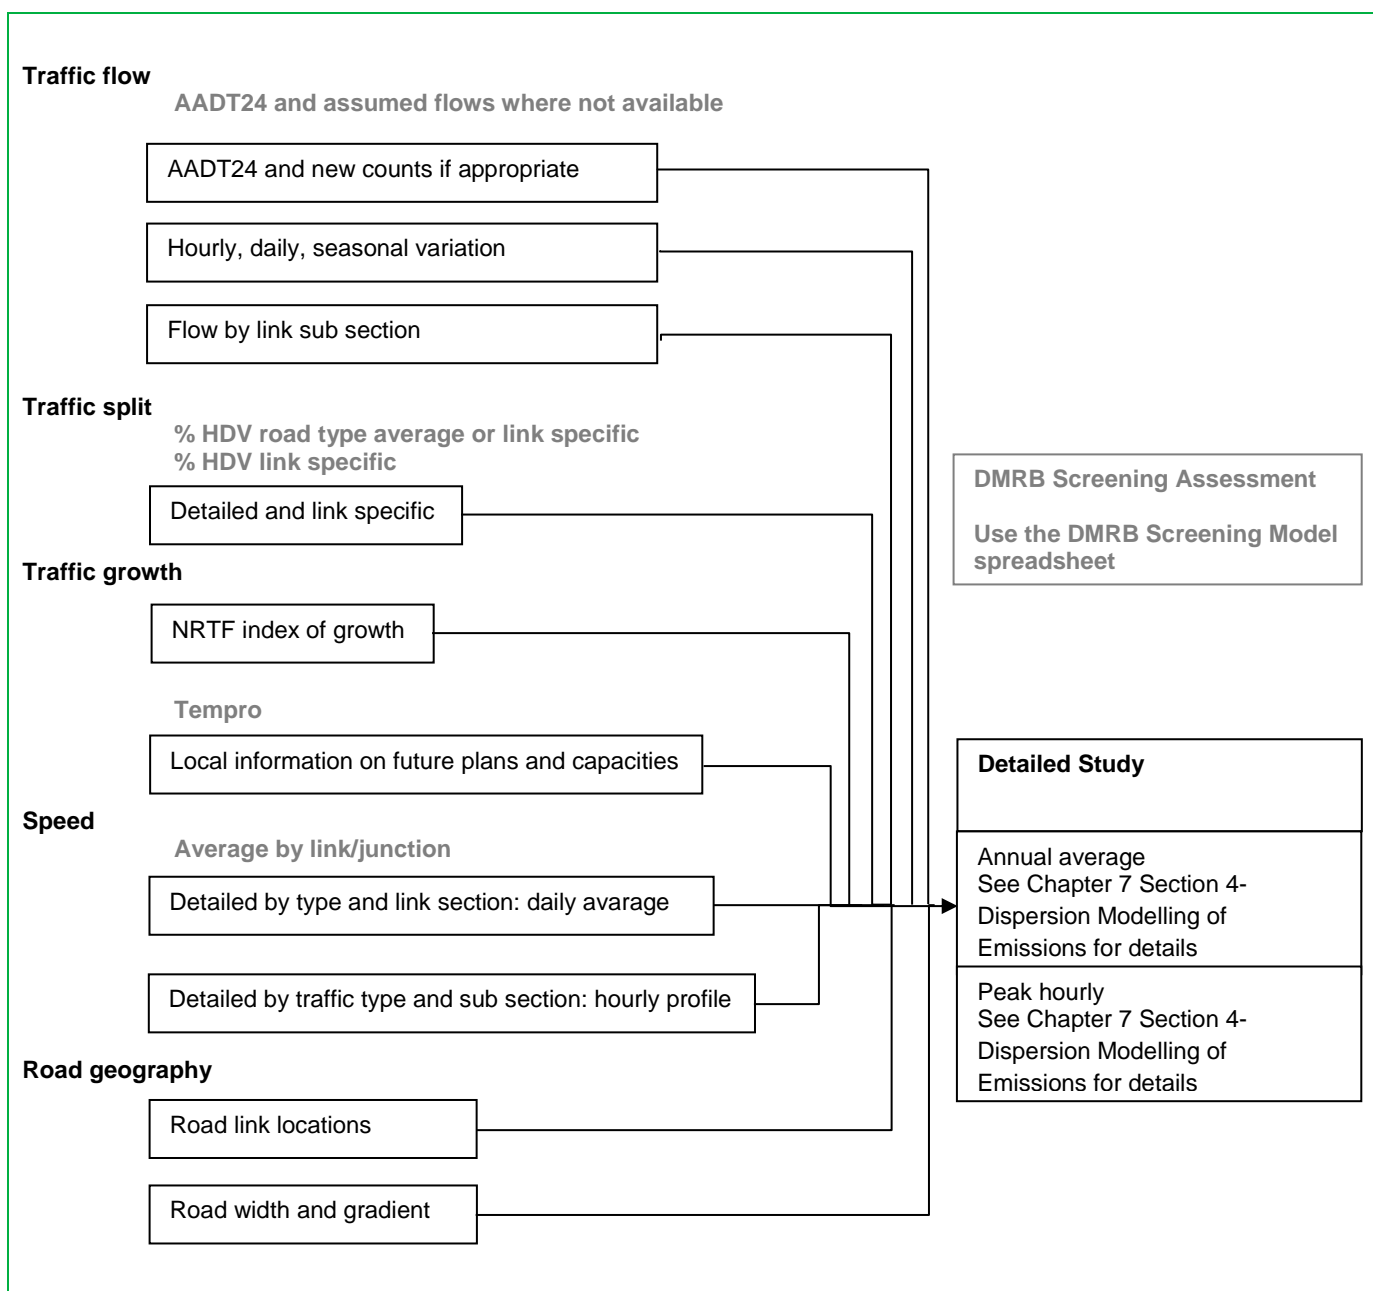 Traffic flow
AADT24 and assumed flows where not available
AADT24 and new counts if appropriate
Hourly, daily, seasonal variation
Flow by link sub section
Traffic split
% HDV road type average or link specific
% HDV link specific
Detailed and link specific
DMRB Screening Assessment
Use the DMRB Screening Model
spreadsheet
Traffic growth
NRTF index of growth
Tempro
Local information on future plans and capacities
Speed
Average by link/junction
Detailed by type and link section: daily avarage
Detailed by traffic type and sub section: hourly profile
Detailed Study
Annual average
See Chapter 7 Section 4-
Dispersion Modelling of
Emissions for details
Peak hourly
See Chapter 7 Section 4-
Dispersion Modelling of
Emissions for details
Road geography
Road link locations
Road width and gradient